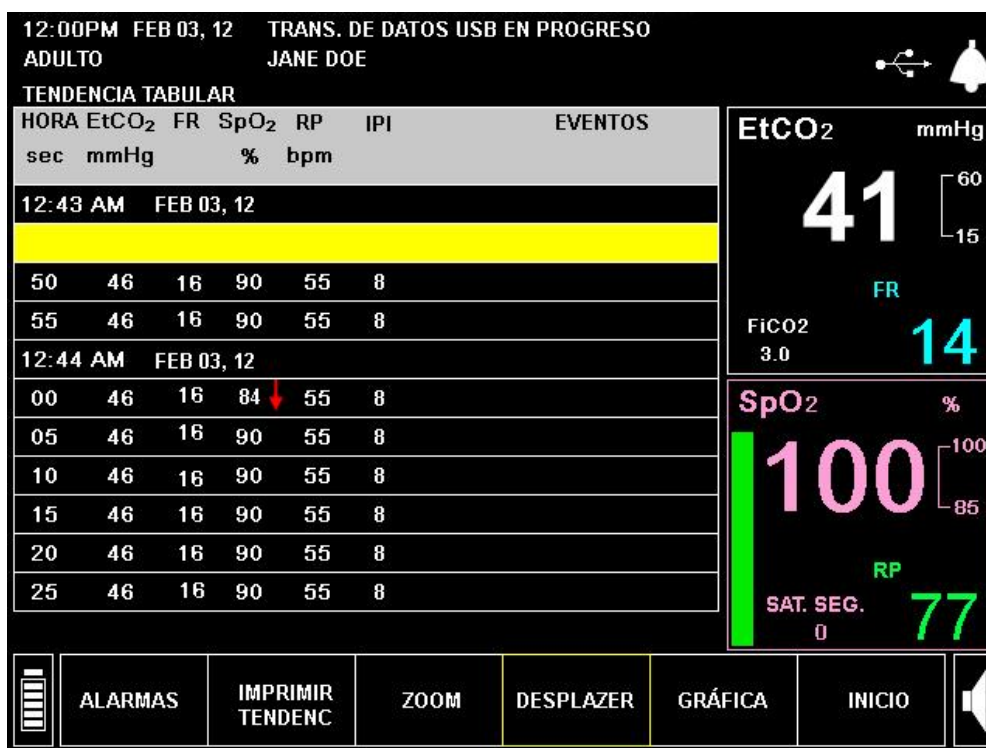 12:00PM FEB 03, 12 TRANS. DE DATOS USB EN PROGRESO
ADULTO JANE DOE
TENDENCIA TABULAR
HORA EtCO2 FR SpO2 RP IPI EVENTOS
sec mmHg % bpm
12:43 AM FEB 03, 12
50 46 16 90 55 8
55 46 16 90 55 8
12:44 AM FEB 03, 12
00 46 16 84 55 8
05 46 16 90 55 8
10 46 16 90 55 8
15 46 16 90 55 8
20 46 16 90 55 8
25 46 16 90 55 8
EtCO2 mmHg
60
41
15
FR
FiCO2
3.0
14
SpO2 %
100
100
85
RP
SAT. SEG.
0
77
ALARMAS
IMPRIMIR
TENDENC
ZOOM
DESPLAZER
GRÁFICA
INICIO